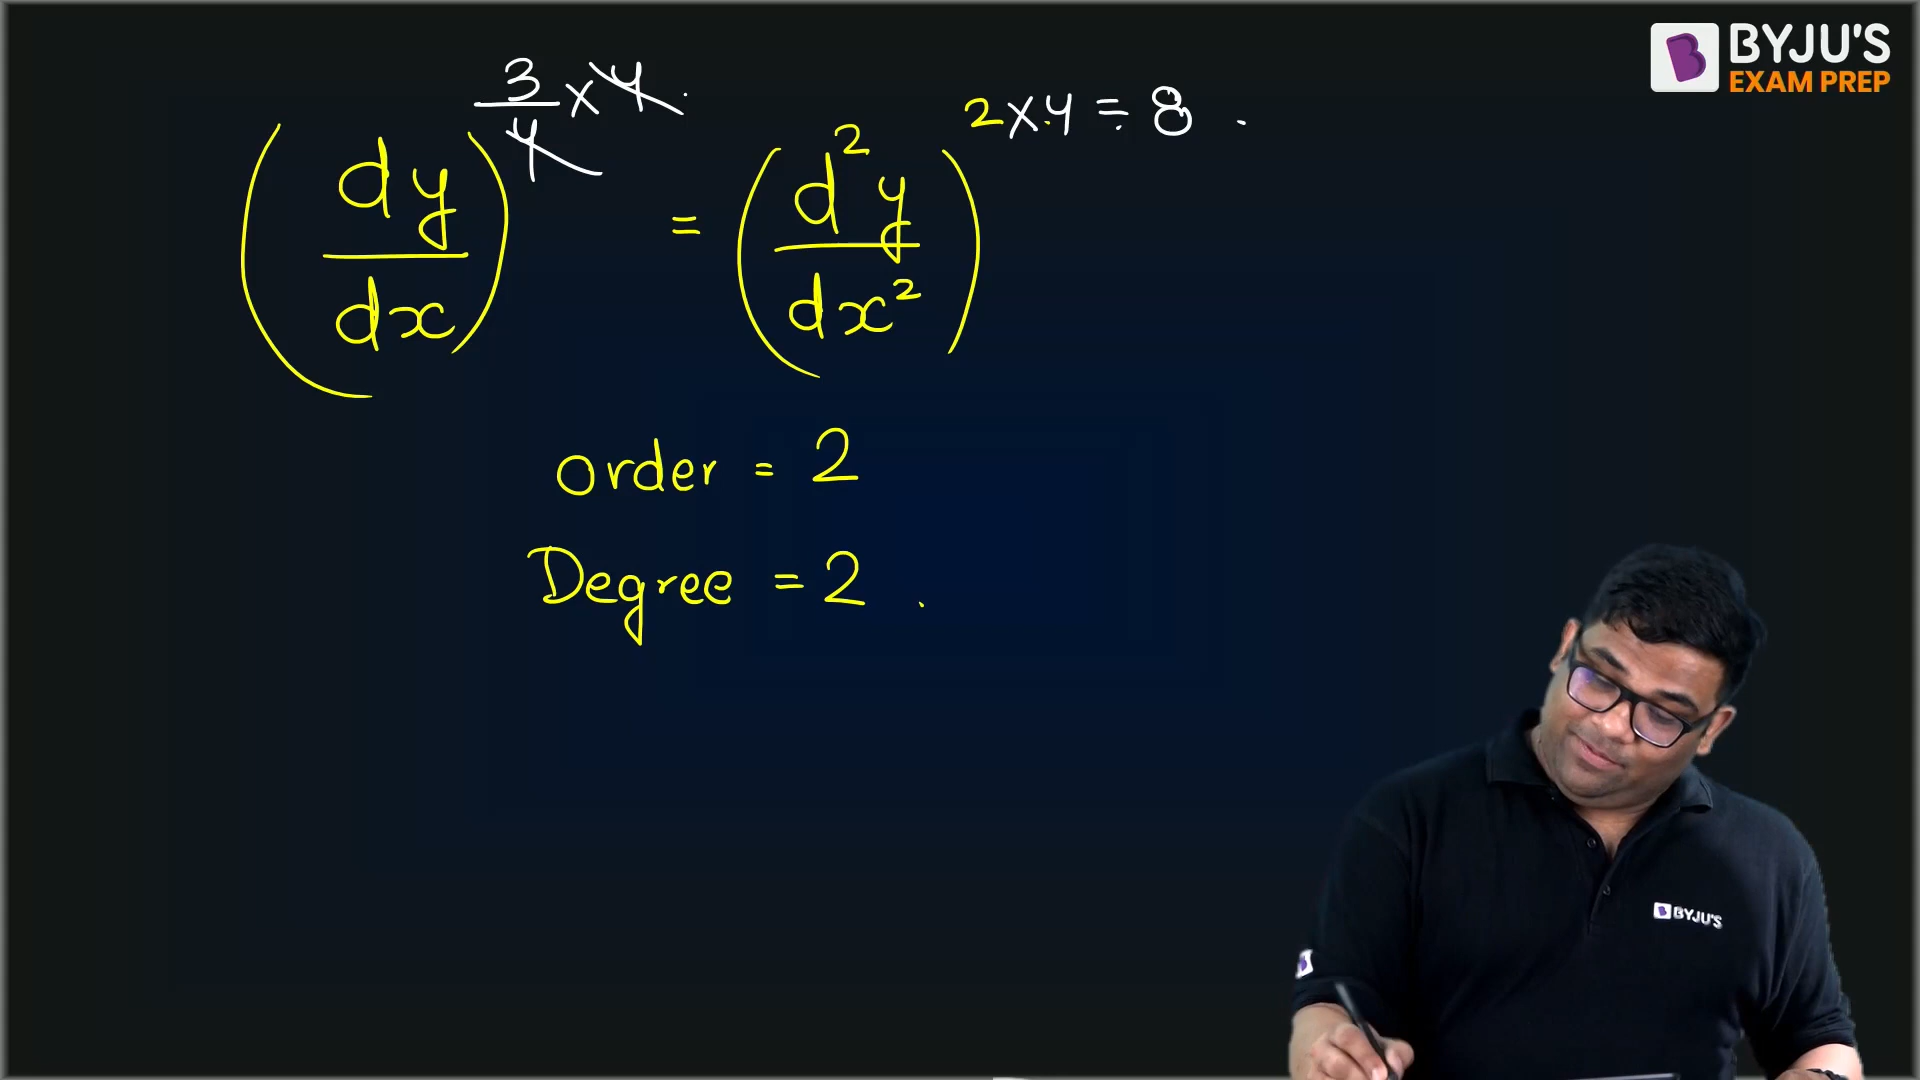 BYJU'S
EXAM PREP
(dy/dx)^(3/4 × 4) = (d²y/dx²)^(2×4 = 8) .
order = 2
Degree = 2 .
BYJU'S